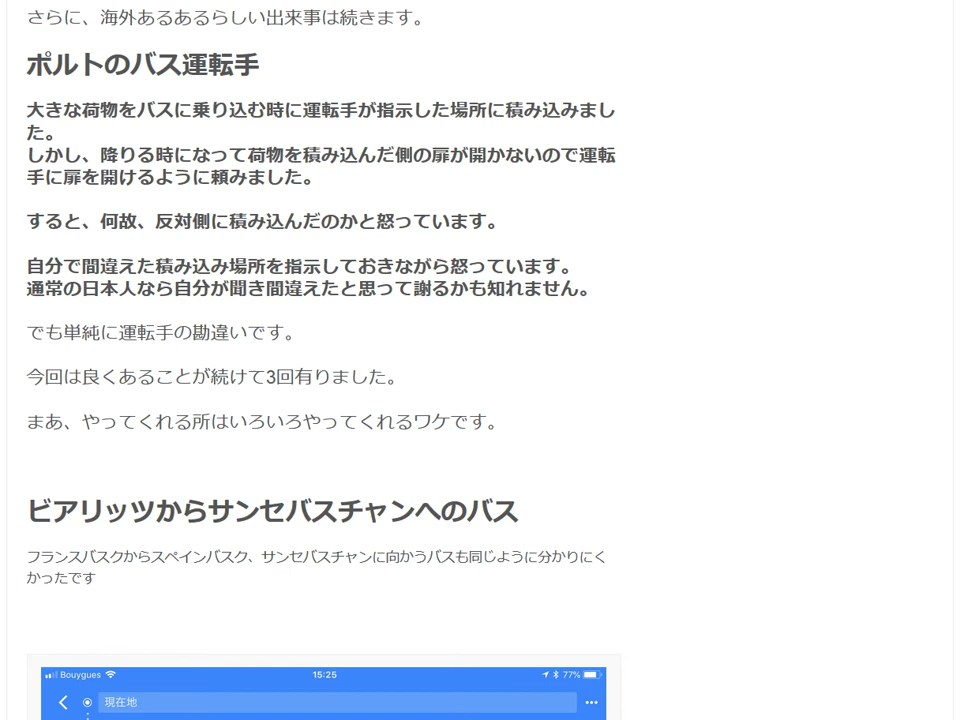 さらに、海外あるあるらしい出来事は続きます。
ポルトのバス運転手
大きな荷物をバスに乗り込む時に運転手が指示した場所に積み込みまし
た。
しかし、降りる時になって荷物を積み込んだ側の扉が開かないので運転
手に扉を開けるように頼みました。
すると、何故、反対側に積み込んだのかと怒っています。
自分で間違えた積み込み場所を指示しておきながら怒っています。
通常の日本人なら自分が聞き間違えたと思って謝るかも知れません。
でも単純に運転手の勘違いです。
今回は良くあることが続けて3回有りました。
まあ、やってくれる所はいろいろやってくれるワケです。
ビアリッツからサンセバスチャンへのバス
フランスバスクからスペインバスク、サンセバスチャンに向かうバスも同じように分かりにく
かったです
Bouygues 15:25 77%
現在地